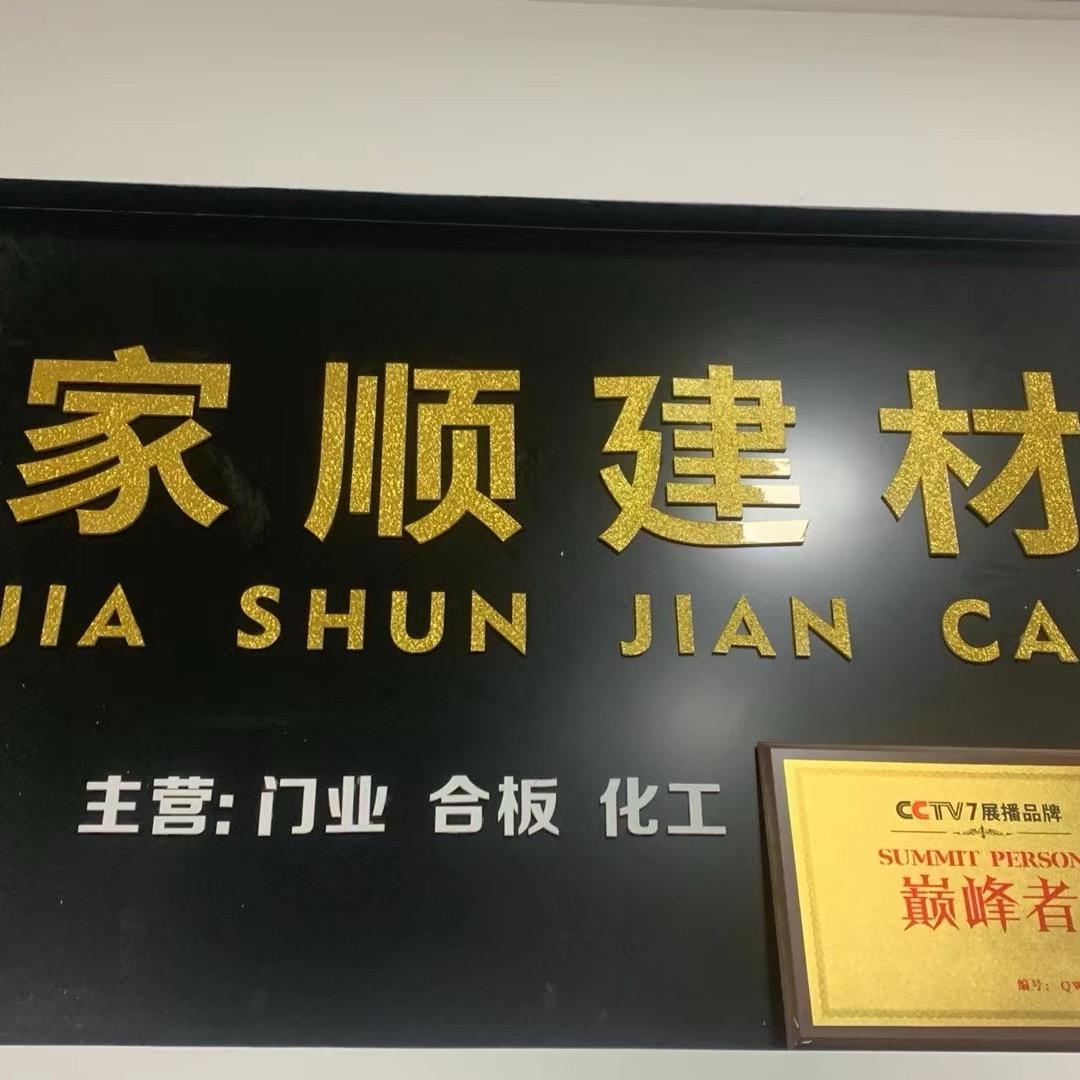 家顺建材
JIA SHUN JIAN CA
主营:门业 合板 化工
CCTV7展播品牌
SUMMIT PERSON
巅峰者
编号: QW